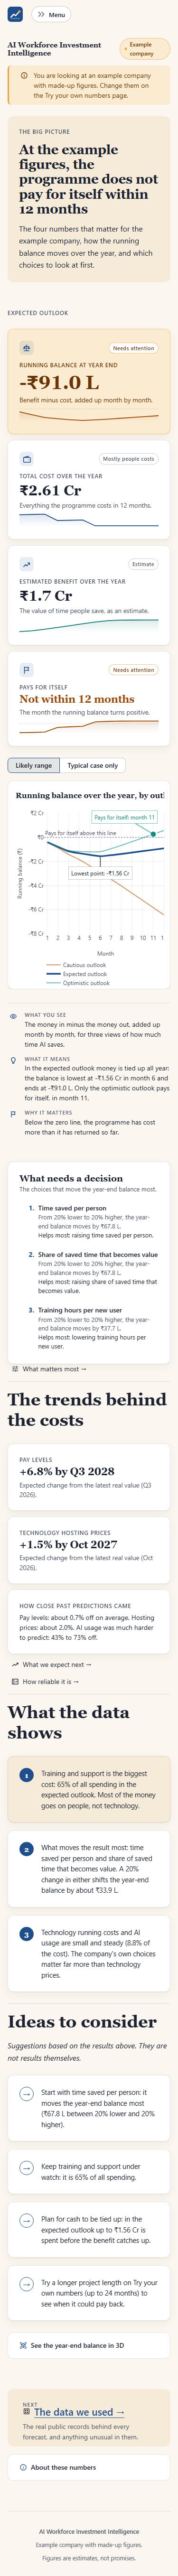 Menu
AI Workforce Investment
Intelligence
Example
company
You are looking at an example company
with made-up figures. Change them on
the Try your own numbers page.
THE BIG PICTURE
At the example
figures, the
programme does not
pay for itself within
12 months
The four numbers that matter for the
example company, how the running
balance moves over the year, and which
choices to look at first.
EXPECTED OUTLOOK
Needs attention
RUNNING BALANCE AT YEAR END
-₹91.0 L
Benefit minus cost, added up month by month.
Mostly people costs
TOTAL COST OVER THE YEAR
₹2.61 Cr
Everything the programme costs in 12 months.
Estimate
ESTIMATED BENEFIT OVER THE YEAR
₹1.7 Cr
The value of time people save, as an estimate.
Needs attention
PAYS FOR ITSELF
Not within 12 months
The month the running balance turns positive.
Likely range
Typical case only
Running balance over the year, by outl
₹2 Cr
Pays for itself: month 11
₹0
Pays for itself above this line
-₹2 Cr
Lowest point: -₹1.56 Cr
-₹4 Cr
-₹6 Cr
-₹8 Cr
Running balance (₹)
1 2 3 4 5 6 7 8 9 10 11 1
Month
Cautious outlook
Expected outlook
Optimistic outlook
WHAT YOU SEE
The money in minus the money out, added up
month by month, for three views of how much
time AI saves.
WHAT IT MEANS
In the expected outlook money is tied up all year:
the balance is lowest at -₹1.56 Cr in month 6 and
ends at -₹91.0 L. Only the optimistic outlook pays
for itself, in month 11.
WHY IT MATTERS
Below the zero line, the programme has cost
more than it has returned so far.
What needs a decision
The choices that move the year-end balance most.
1. Time saved per person
From 20% lower to 20% higher, the year-
end balance moves by ₹67.8 L.
Helps most: raising time saved per person.
2. Share of saved time that becomes value
From 20% lower to 20% higher, the year-
end balance moves by ₹67.8 L.
Helps most: raising share of saved time that
becomes value.
3. Training hours per new user
From 20% lower to 20% higher, the year-
end balance moves by ₹37.7 L.
Helps most: lowering training hours per
new user.
What matters most →
The trends behind
the costs
PAY LEVELS
+6.8% by Q3 2028
Expected change from the latest real value (Q3
2026).
TECHNOLOGY HOSTING PRICES
+1.5% by Oct 2027
Expected change from the latest real value (Oct
2026).
HOW CLOSE PAST PREDICTIONS CAME
Pay levels: about 0.7% off on average. Hosting
prices: about 2.0%. AI usage was much harder
to predict: 43% to 73% off.
What we expect next →
How reliable it is →
What the data
shows
1
Training and support is the biggest
cost: 65% of all spending in the
expected outlook. Most of the money
goes on people, not technology.
2
What moves the result most: time
saved per person and share of saved
time that becomes value. A 20%
change in either shifts the year-end
balance by about ₹33.9 L.
3
Technology running costs and AI
usage are small and steady (8.8% of
the cost). The company's own choices
matter far more than technology
prices.
Ideas to consider
Suggestions based on the results above. They are
not results themselves.
→
Start with time saved per person: it
moves the year-end balance most
(₹67.8 L between 20% lower and 20%
higher).
→
Keep training and support under
watch: it is 65% of all spending.
→
Plan for cash to be tied up: in the
expected outlook up to ₹1.56 Cr is
spent before the benefit catches up.
→
Try a longer project length on Try your
own numbers (up to 24 months) to
see when it could pay back.
See the year-end balance in 3D
NEXT
The data we used →
The real public records behind every
forecast, and anything unusual in them.
About these numbers
AI Workforce Investment Intelligence
Example company with made-up figures.
Figures are estimates, not promises.